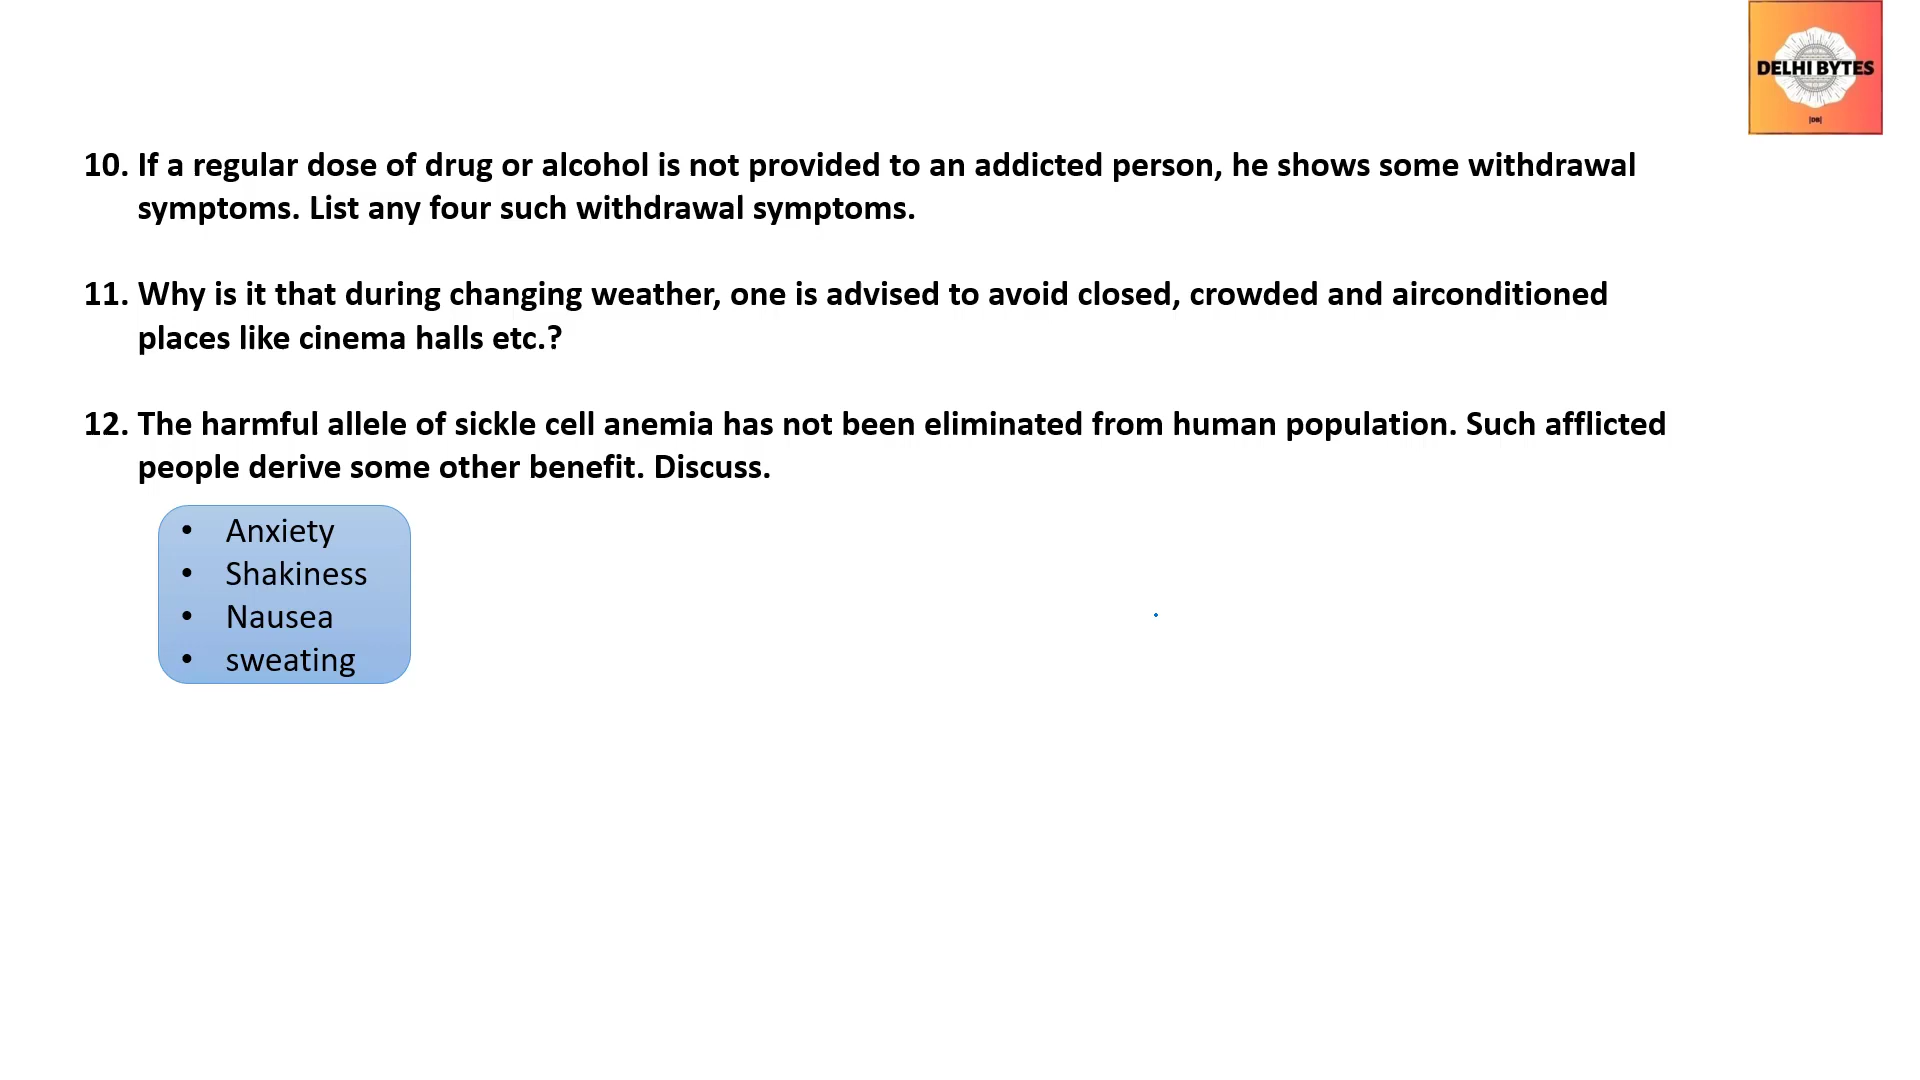 DELHI BYTES
|DB|
10. If a regular dose of drug or alcohol is not provided to an addicted person, he shows some withdrawal
symptoms. List any four such withdrawal symptoms.
11. Why is it that during changing weather, one is advised to avoid closed, crowded and airconditioned
places like cinema halls etc.?
12. The harmful allele of sickle cell anemia has not been eliminated from human population. Such afflicted
people derive some other benefit. Discuss.
• Anxiety
• Shakiness
• Nausea
• sweating